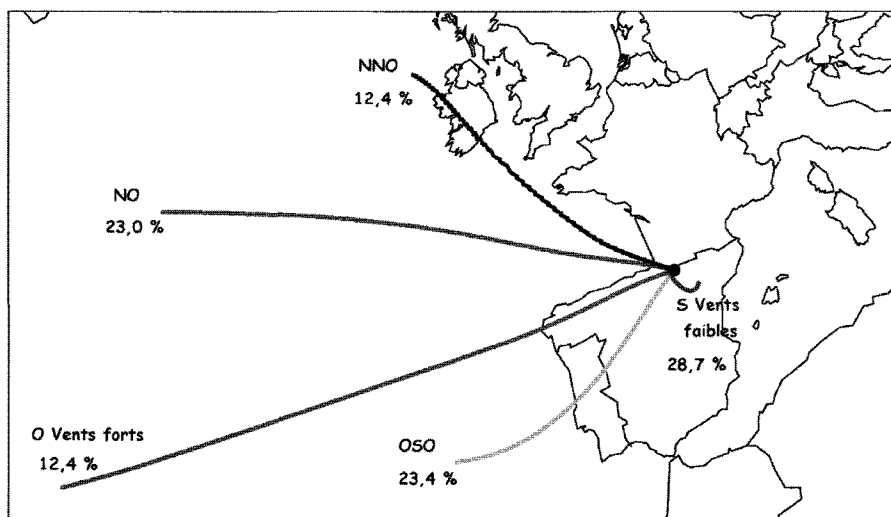 NNO
12,4 %
NO
23,0 %
S Vents
faibles
28,7 %
O Vents forts
12,4 %
OSO
23,4 %